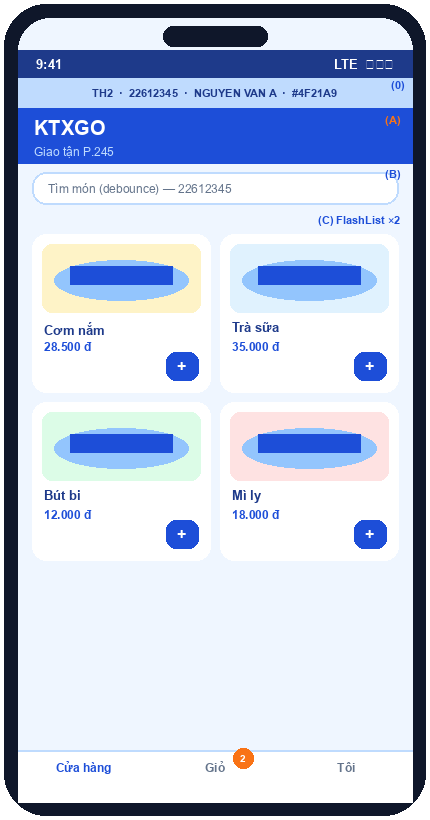 9:41 LTE □□□
TH2 · 22612345 · NGUYEN VAN A · #4F21A9 (0)
KTXGO (A)
Giao tận P.245
(B)
Tìm món (debounce) — 22612345
(C) FlashList ×2
Cơm nắm
28.500 đ
+
Trà sữa
35.000 đ
+
Bút bi
12.000 đ
+
Mì ly
18.000 đ
+
Cửa hàng Giỏ 2 Tôi